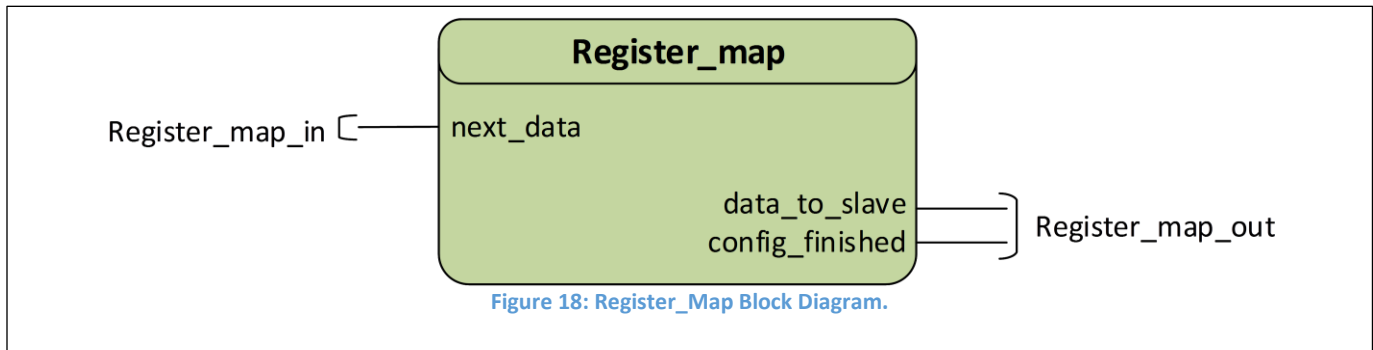 Register_map
Register_map_in
next_data
data_to_slave
config_finished
Register_map_out
Figure 18: Register_Map Block Diagram.